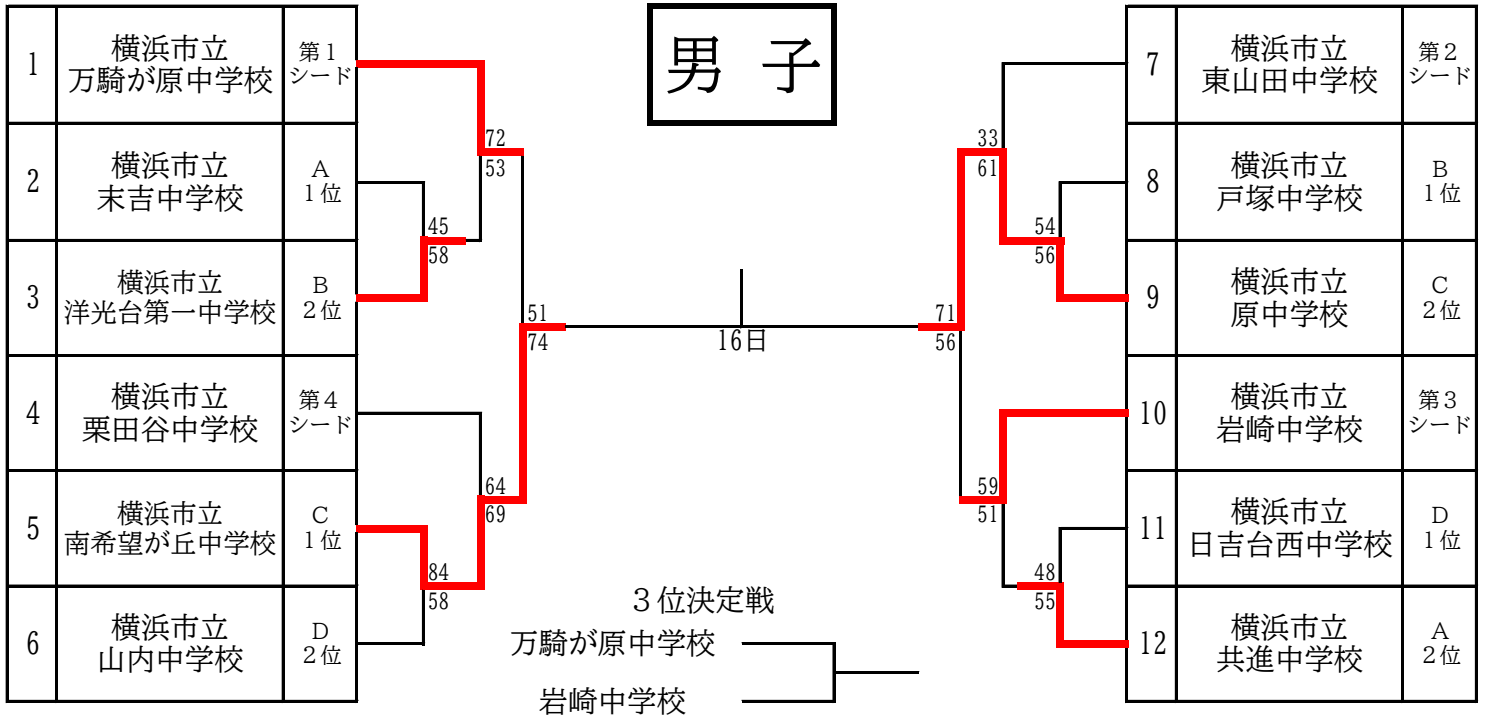 男 子
1
横浜市立
万騎が原中学校
第1
シード
2
横浜市立
末吉中学校
A
1位
3
横浜市立
洋光台第一中学校
B
2位
4
横浜市立
栗田谷中学校
第4
シード
5
横浜市立
南希望が丘中学校
C
1位
6
横浜市立
山内中学校
D
2位
72
53
45
58
51
74
64
69
84
58
16日
33
61
54
56
71
56
59
51
48
55
7
横浜市立
東山田中学校
第2
シード
8
横浜市立
戸塚中学校
B
1位
9
横浜市立
原中学校
C
2位
10
横浜市立
岩崎中学校
第3
シード
11
横浜市立
日吉台西中学校
D
1位
12
横浜市立
共進中学校
A
2位
3位決定戦
万騎が原中学校
岩崎中学校